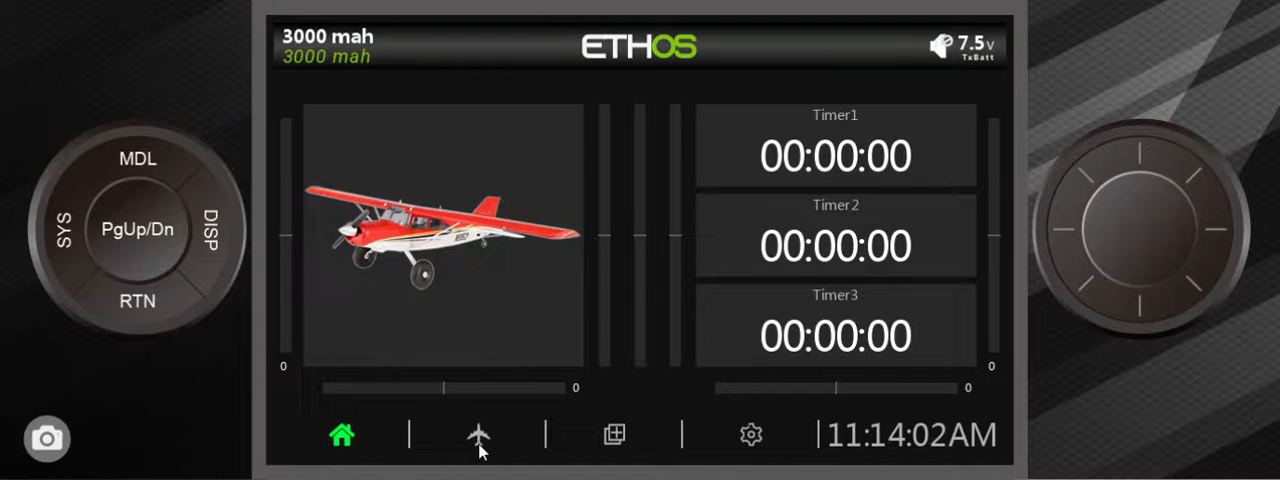 3000 mah
3000 mah
ETHOS
7.5V
TxBatt
MDL
SYS
PgUp/Dn
DISP
RTN
Timer1
00:00:00
Timer2
00:00:00
Timer3
00:00:00
0
0
0
0
11:14:02AM